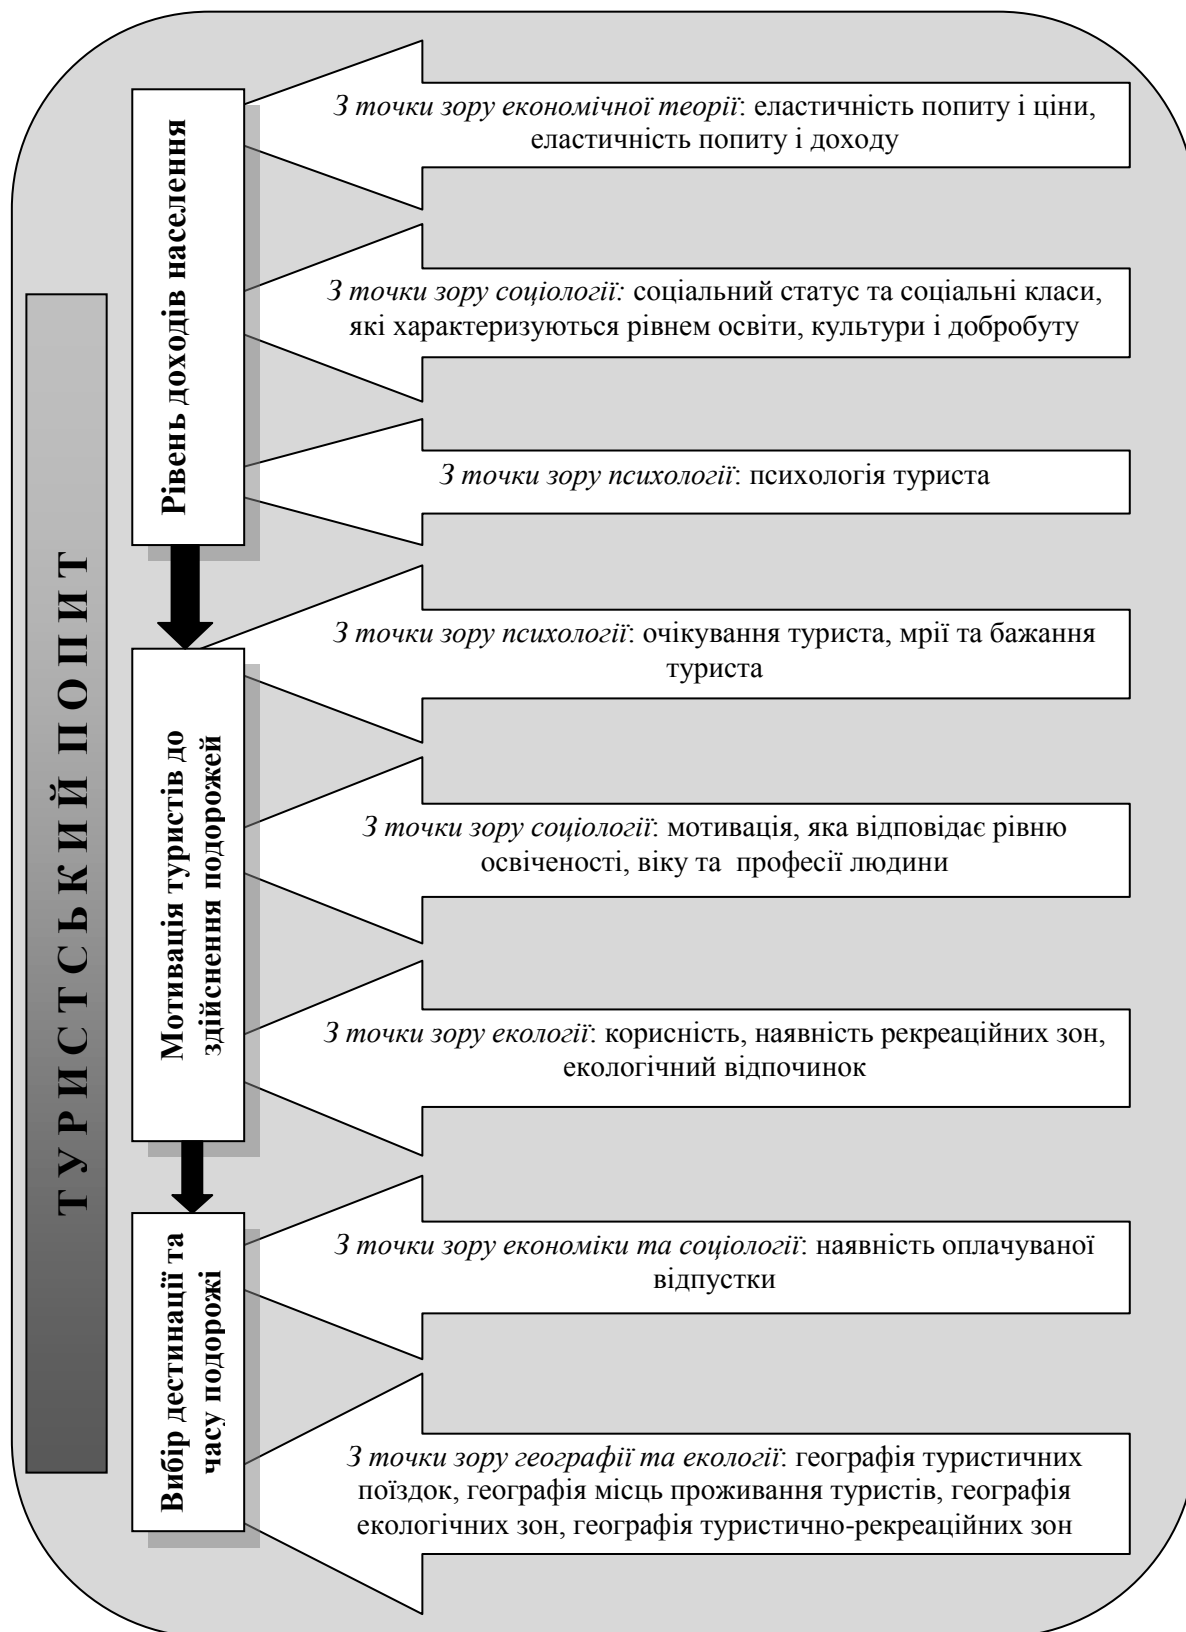 ТУРИСТСЬКИЙ ПОПИТ
Рівень доходів населення
З точки зору економічної теорії: еластичність попиту і ціни,
еластичність попиту і доходу
З точки зору соціології: соціальний статус та соціальні класи,
які характеризуються рівнем освіти, культури і добробуту
З точки зору психології: психологія туриста
Мотивація туристів до
здійснення подорожей
З точки зору психології: очікування туриста, мрії та бажання
туриста
З точки зору соціології: мотивація, яка відповідає рівню
освіченості, віку та професії людини
З точки зору екології: корисність, наявність рекреаційних зон,
екологічний відпочинок
Вибір дестинації та
часу подорожі
З точки зору економіки та соціології: наявність оплачуваної
відпустки
З точки зору географії та екології: географія туристичних
поїздок, географія місць проживання туристів, географія
екологічних зон, географія туристично-рекреаційних зон